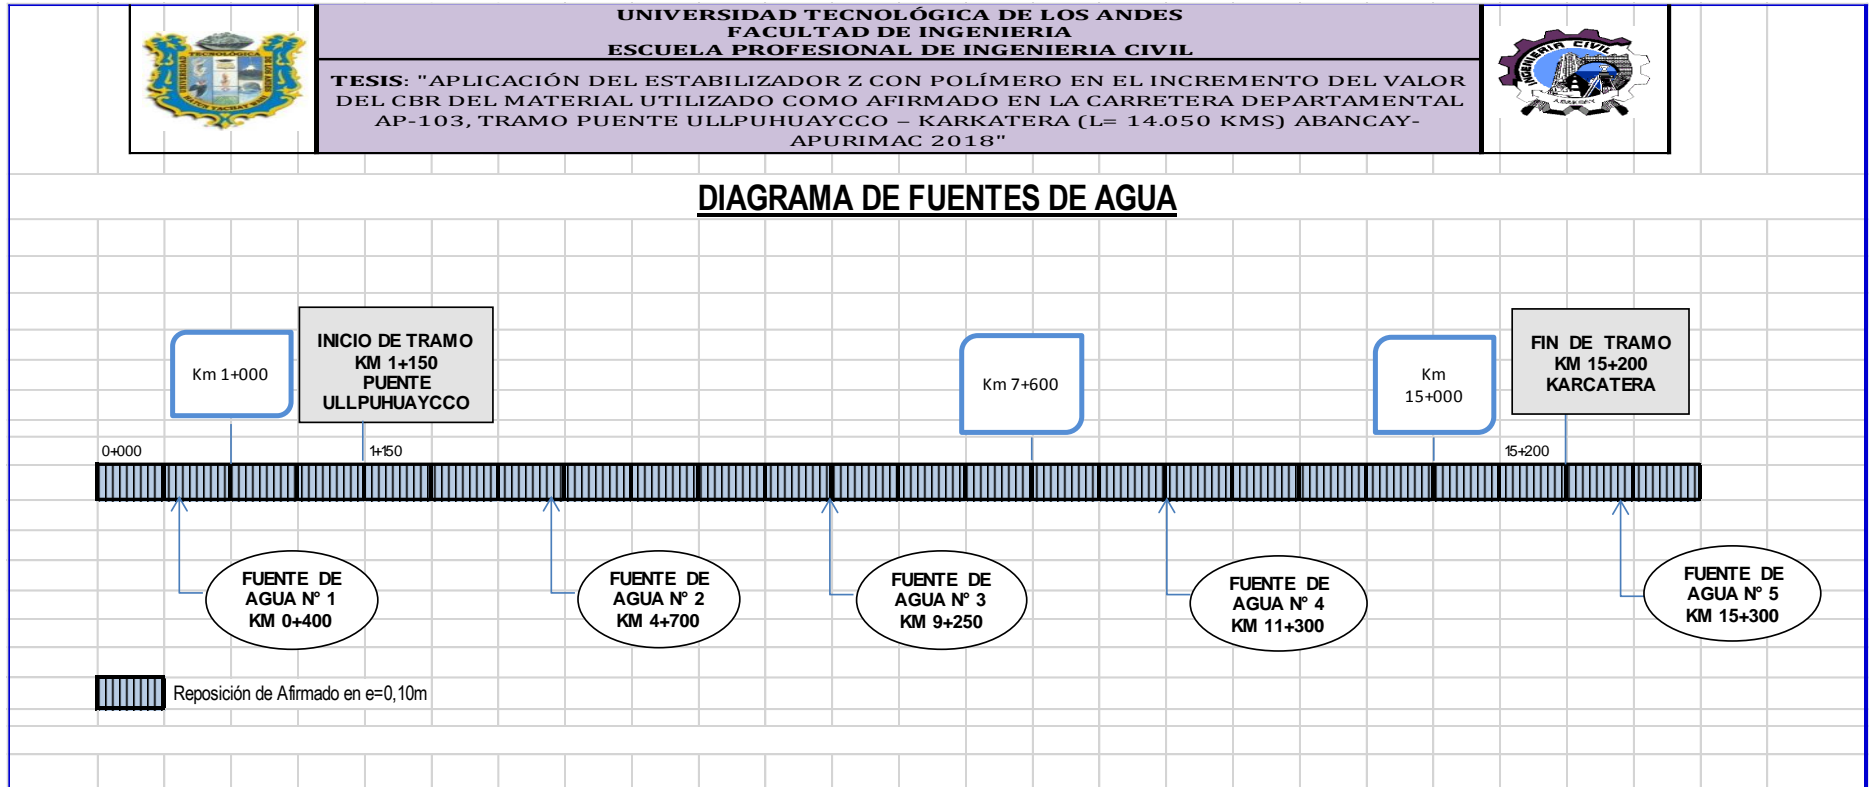 UNIVERSIDAD TECNOLÓGICA DE LOS ANDES
FACULTAD DE INGENIERIA
ESCUELA PROFESIONAL DE INGENIERIA CIVIL
TESIS: "APLICACIÓN DEL ESTABILIZADOR Z CON POLÍMERO EN EL INCREMENTO DEL VALOR
DEL CBR DEL MATERIAL UTILIZADO COMO AFIRMADO EN LA CARRETERA DEPARTAMENTAL
AP-103, TRAMO PUENTE ULLPUHUAYCCO – KARKATERA (L= 14.050 KMS) ABANCAY-
APURIMAC 2018"
TECNOLÓGICA
INGENIERIA CIVIL
DIAGRAMA DE FUENTES DE AGUA
Km 1+000
INICIO DE TRAMO
KM 1+150
PUENTE
ULLPUHUAYCCO
Km 7+600
Km
15+000
FIN DE TRAMO
KM 15+200
KARCATERA
0+000
1+150
15+200
FUENTE DE
AGUA N° 1
KM 0+400
FUENTE DE
AGUA N° 2
KM 4+700
FUENTE DE
AGUA N° 3
KM 9+250
FUENTE DE
AGUA N° 4
KM 11+300
FUENTE DE
AGUA N° 5
KM 15+300
Reposición de Afirmado en e=0,10m